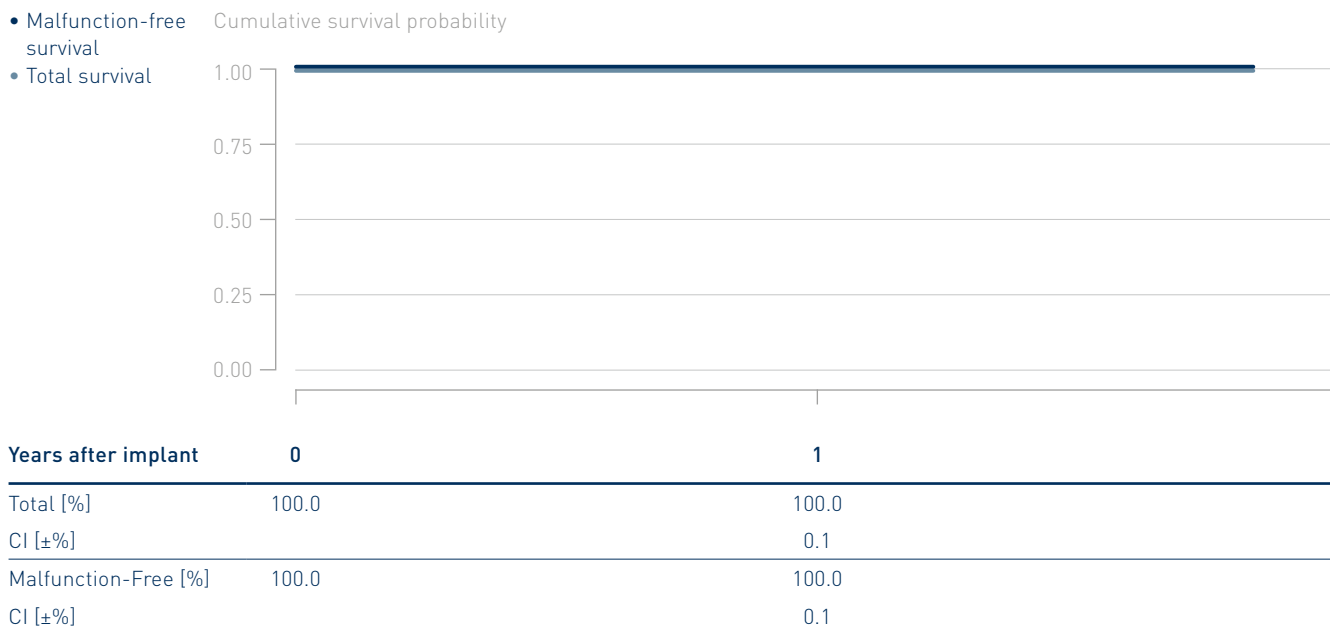 • Malfunction-free
survival
• Total survival
Cumulative survival probability
1.00
0.75
0.50
0.25
0.00
Years after implant 0 1
Total [%] 100.0 100.0
CI [±%] 0.1
Malfunction-Free [%] 100.0 100.0
CI [±%] 0.1